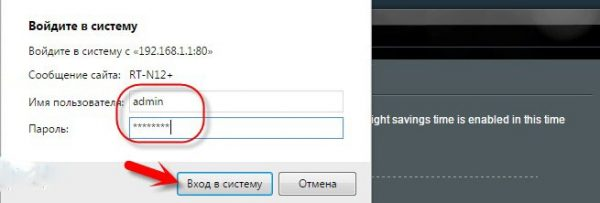 Войдите в систему
Войдите в систему с «192.168.1.1:80»
Сообщение сайта: RT-N12+
Имя пользователя: admin
Пароль: ********
Вход в систему Отмена
ight savings time is enabled in this time